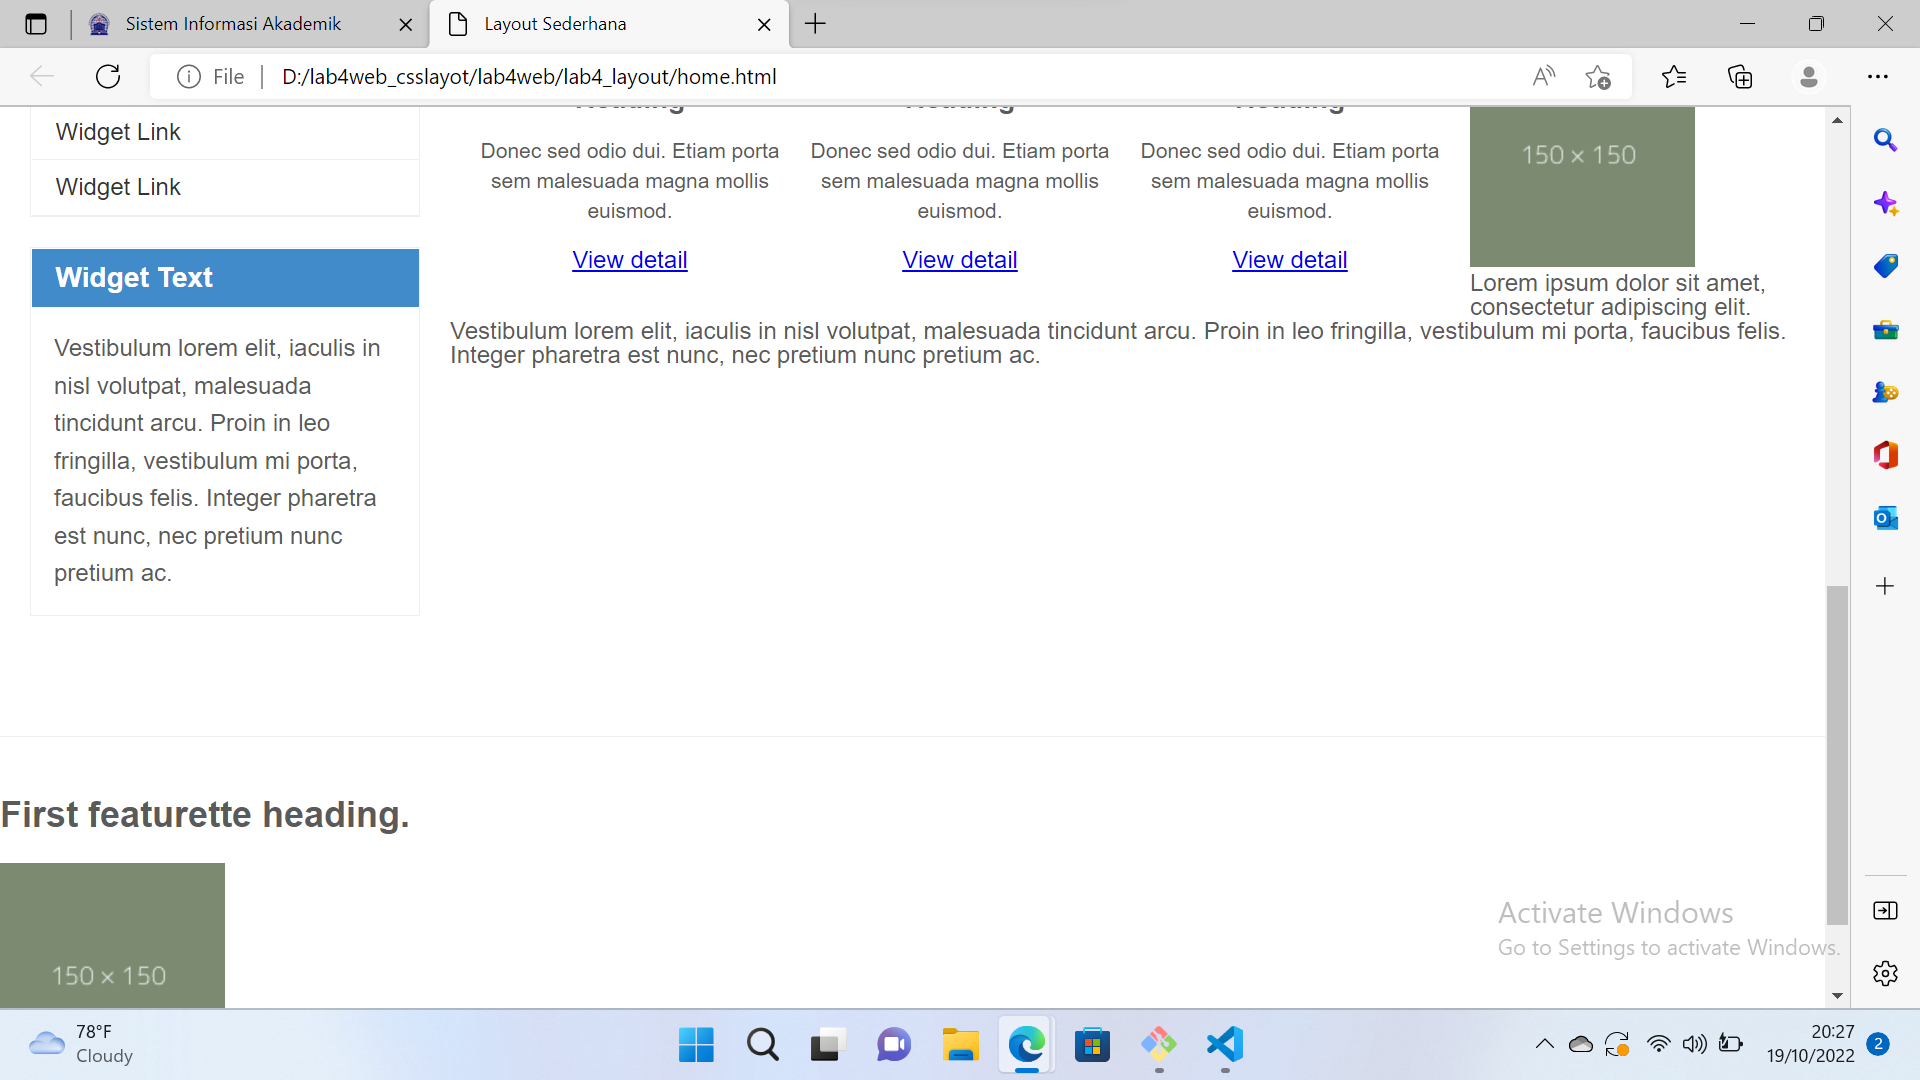 Sistem Informasi Akademik
Layout Sederhana
File
D:/lab4web_csslayot/lab4web/lab4_layout/home.html
Widget Link
Widget Link
Widget Text
Vestibulum lorem elit, iaculis in
nisl volutpat, malesuada
tincidunt arcu. Proin in leo
fringilla, vestibulum mi porta,
faucibus felis. Integer pharetra
est nunc, nec pretium nunc
pretium ac.
Heading
Donec sed odio dui. Etiam porta
sem malesuada magna mollis
euismod.
View detail
Heading
Donec sed odio dui. Etiam porta
sem malesuada magna mollis
euismod.
View detail
Heading
Donec sed odio dui. Etiam porta
sem malesuada magna mollis
euismod.
View detail
150 × 150
Lorem ipsum dolor sit amet,
consectetur adipiscing elit.
Vestibulum lorem elit, iaculis in nisl volutpat, malesuada tincidunt arcu. Proin in leo fringilla, vestibulum mi porta, faucibus felis.
Integer pharetra est nunc, nec pretium nunc pretium ac.
First featurette heading.
150 × 150
Activate Windows
Go to Settings to activate Windows.
78°F
Cloudy
20:27
19/10/2022
2